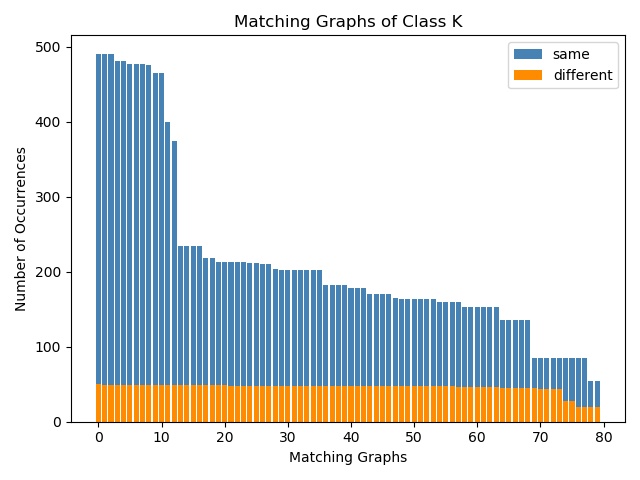 Matching Graphs of Class K
same
different
Number of Occurrences
500
400
300
200
100
0
0 10 20 30 40 50 60 70 80
Matching Graphs